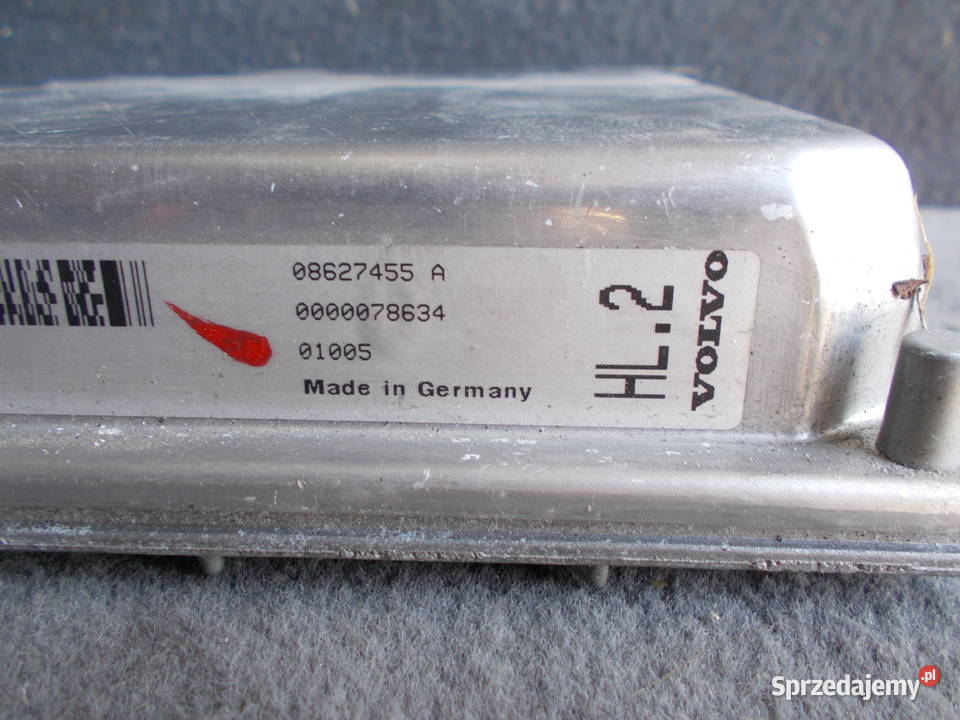 08627455 A
0000078634
01005
Made in Germany
HL.2
VOLVO
Sprzedajemy.pl